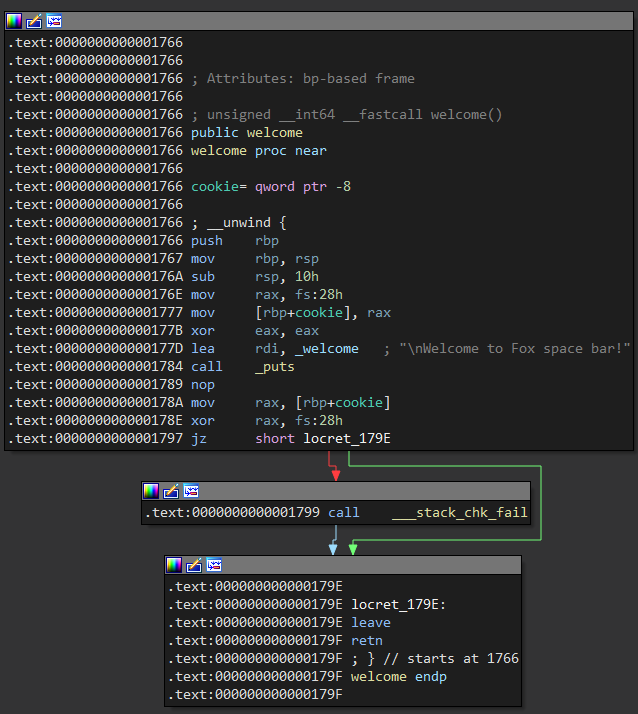 .text:0000000000001766
.text:0000000000001766
.text:0000000000001766 ; Attributes: bp-based frame
.text:0000000000001766
.text:0000000000001766 ; unsigned __int64 __fastcall welcome()
.text:0000000000001766 public welcome
.text:0000000000001766 welcome proc near
.text:0000000000001766
.text:0000000000001766 cookie= qword ptr -8
.text:0000000000001766
.text:0000000000001766 ; __unwind {
.text:0000000000001766 push    rbp
.text:0000000000001767 mov     rbp, rsp
.text:000000000000176A sub     rsp, 10h
.text:000000000000176E mov     rax, fs:28h
.text:0000000000001777 mov     [rbp+cookie], rax
.text:000000000000177B xor     eax, eax
.text:000000000000177D lea     rdi, _welcome   ; "\nWelcome to Fox space bar!"
.text:0000000000001784 call    _puts
.text:0000000000001789 nop
.text:000000000000178A mov     rax, [rbp+cookie]
.text:000000000000178E xor     rax, fs:28h
.text:0000000000001797 jz      short locret_179E
.text:0000000000001799 call    ___stack_chk_fail
.text:000000000000179E
.text:000000000000179E locret_179E:
.text:000000000000179E leave
.text:000000000000179F retn
.text:000000000000179F ; } // starts at 1766
.text:000000000000179F welcome endp
.text:000000000000179F